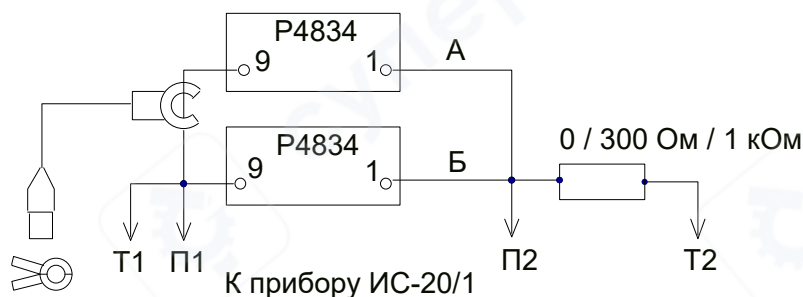 Р4834
9 1
А
Р4834
9 1
Б
0 / 300 Ом / 1 кОм
Т1 П1 П2 Т2
К прибору ИС-20/1